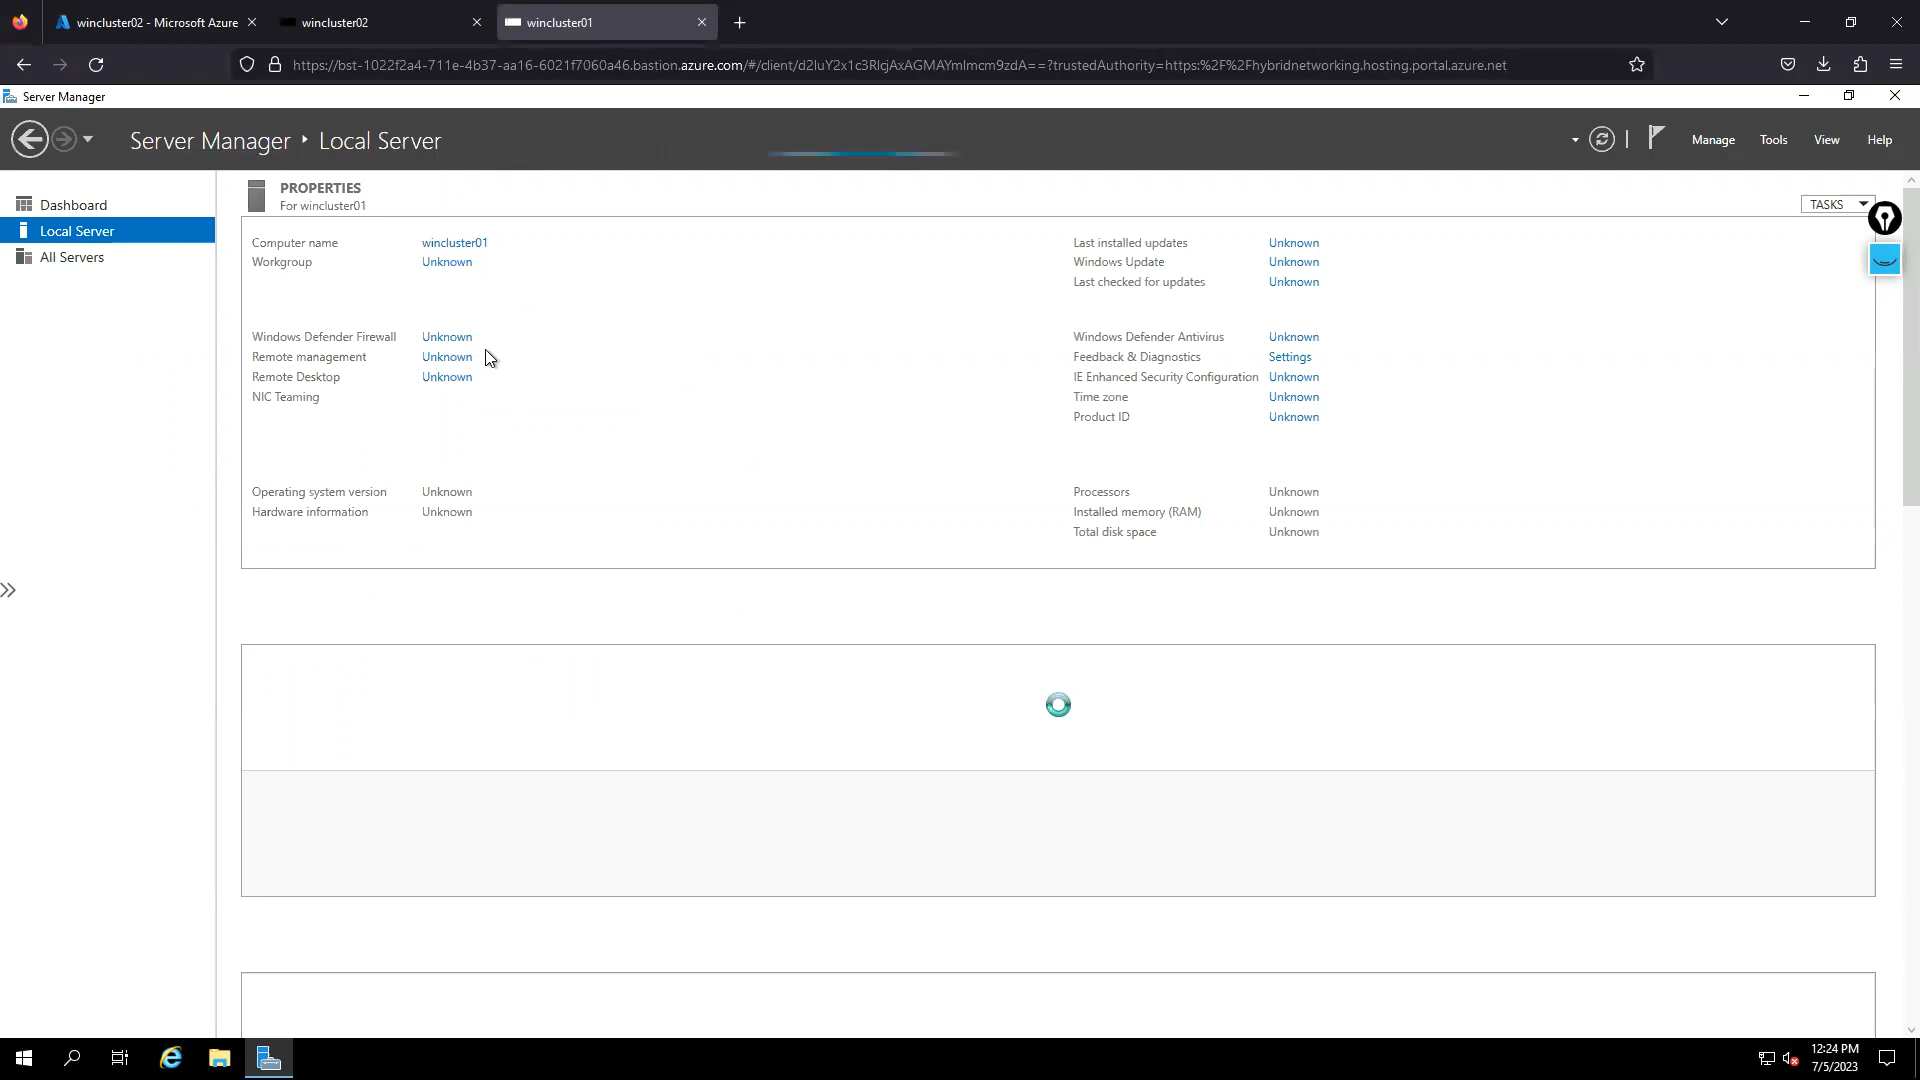 wincluster02 - Microsoft Azure
wincluster02
wincluster01
https://bst-1022f2a4-711e-4b37-aa16-6021f7060a46.bastion.azure.com/#/client/d2luY2x1c3RlcjAxAGMAYmlmcm9zdA==?trustedAuthority=https:%2F%2Fhybridnetworking.hosting.portal.azure.net
Server Manager
Server Manager
Local Server
Manage
Tools
View
Help
Dashboard
Local Server
All Servers
PROPERTIES
For wincluster01
TASKS
Computer name wincluster01
Workgroup Unknown
Last installed updates Unknown
Windows Update Unknown
Last checked for updates Unknown
Windows Defender Firewall Unknown
Remote management Unknown
Remote Desktop Unknown
NIC Teaming
Windows Defender Antivirus Unknown
Feedback & Diagnostics Settings
IE Enhanced Security Configuration Unknown
Time zone Unknown
Product ID Unknown
Operating system version Unknown
Hardware information Unknown
Processors Unknown
Installed memory (RAM) Unknown
Total disk space Unknown
12:24 PM
7/5/2023